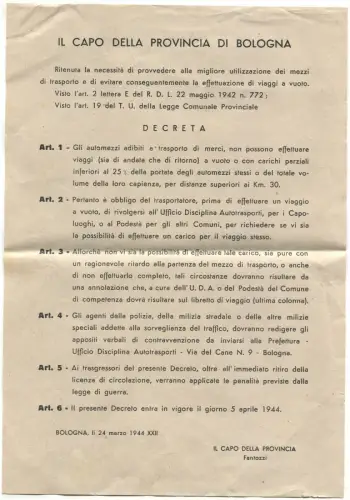 IL CAPO DELLA PROVINCIA DI BOLOGNA
Ritenuta la necessità di provvedere alla migliore utilizzazione dei mezzi
di trasporto e di evitare conseguentemente la effettuazione di viaggi a vuoto.
Visto l'art. 2 lettera E del R. D. L. 22 maggio 1942 n. 772;
Visto l'art. 19 del T. U. della Legge Comunale Provinciale
DECRETA
Art. 1 - Gli automezzi adibiti a trasporto di merci, non possono effettuare
viaggi (sia di andata che di ritorno) a vuoto o con carichi parziali
inferiori al 25% della portata degli automezzi stessi o del totale vo-
lume della loro capienza, per distanze superiori ai Km. 30.
Art. 2 - Pertanto è obbligo del trasportatore, prima di effettuare un viaggio
a vuoto, di rivolgersi all'Ufficio Disciplina Autotrasporti, per i Capo-
luoghi, o al Podestà per gli altri Comuni, per richiedere se vi sia
la possibilità di effettuare un carico per il viaggio stesso.
Art. 3 - Allorchè non vi sia la possibilità di effettuare tale carico, sia pure con
un ragionevole ritardo alla partenza del mezzo di trasporto, o anche
di non effettuarlo completo, tali circostanze dovranno risultare da
una annotazione che, a cura dell'U. D. A. o del Podestà del Comune
di competenza dovrà risultare sul libretto di viaggio (ultima colonna).
Art. 4 - Gli agenti della polizia, della milizia stradale o delle altre milizie
speciali addette alla sorveglianza del traffico, dovranno redigere gli
appositi verbali di contravvenzione da inviarsi alla Prefettura -
Ufficio Disciplina Autotrasporti - Via del Cane N. 9 - Bologna.
Art. 5 - Ai trasgressori del presente Decreto, oltre all'immediato ritiro della
licenza di circolazione, verranno applicate le penalità previste dalla
legge di guerra.
Art. 6 - Il presente Decreto entra in vigore il giorno 5 aprile 1944.
BOLOGNA, li 24 marzo 1944 XXII
IL CAPO DELLA PROVINCIA
Fantozzi